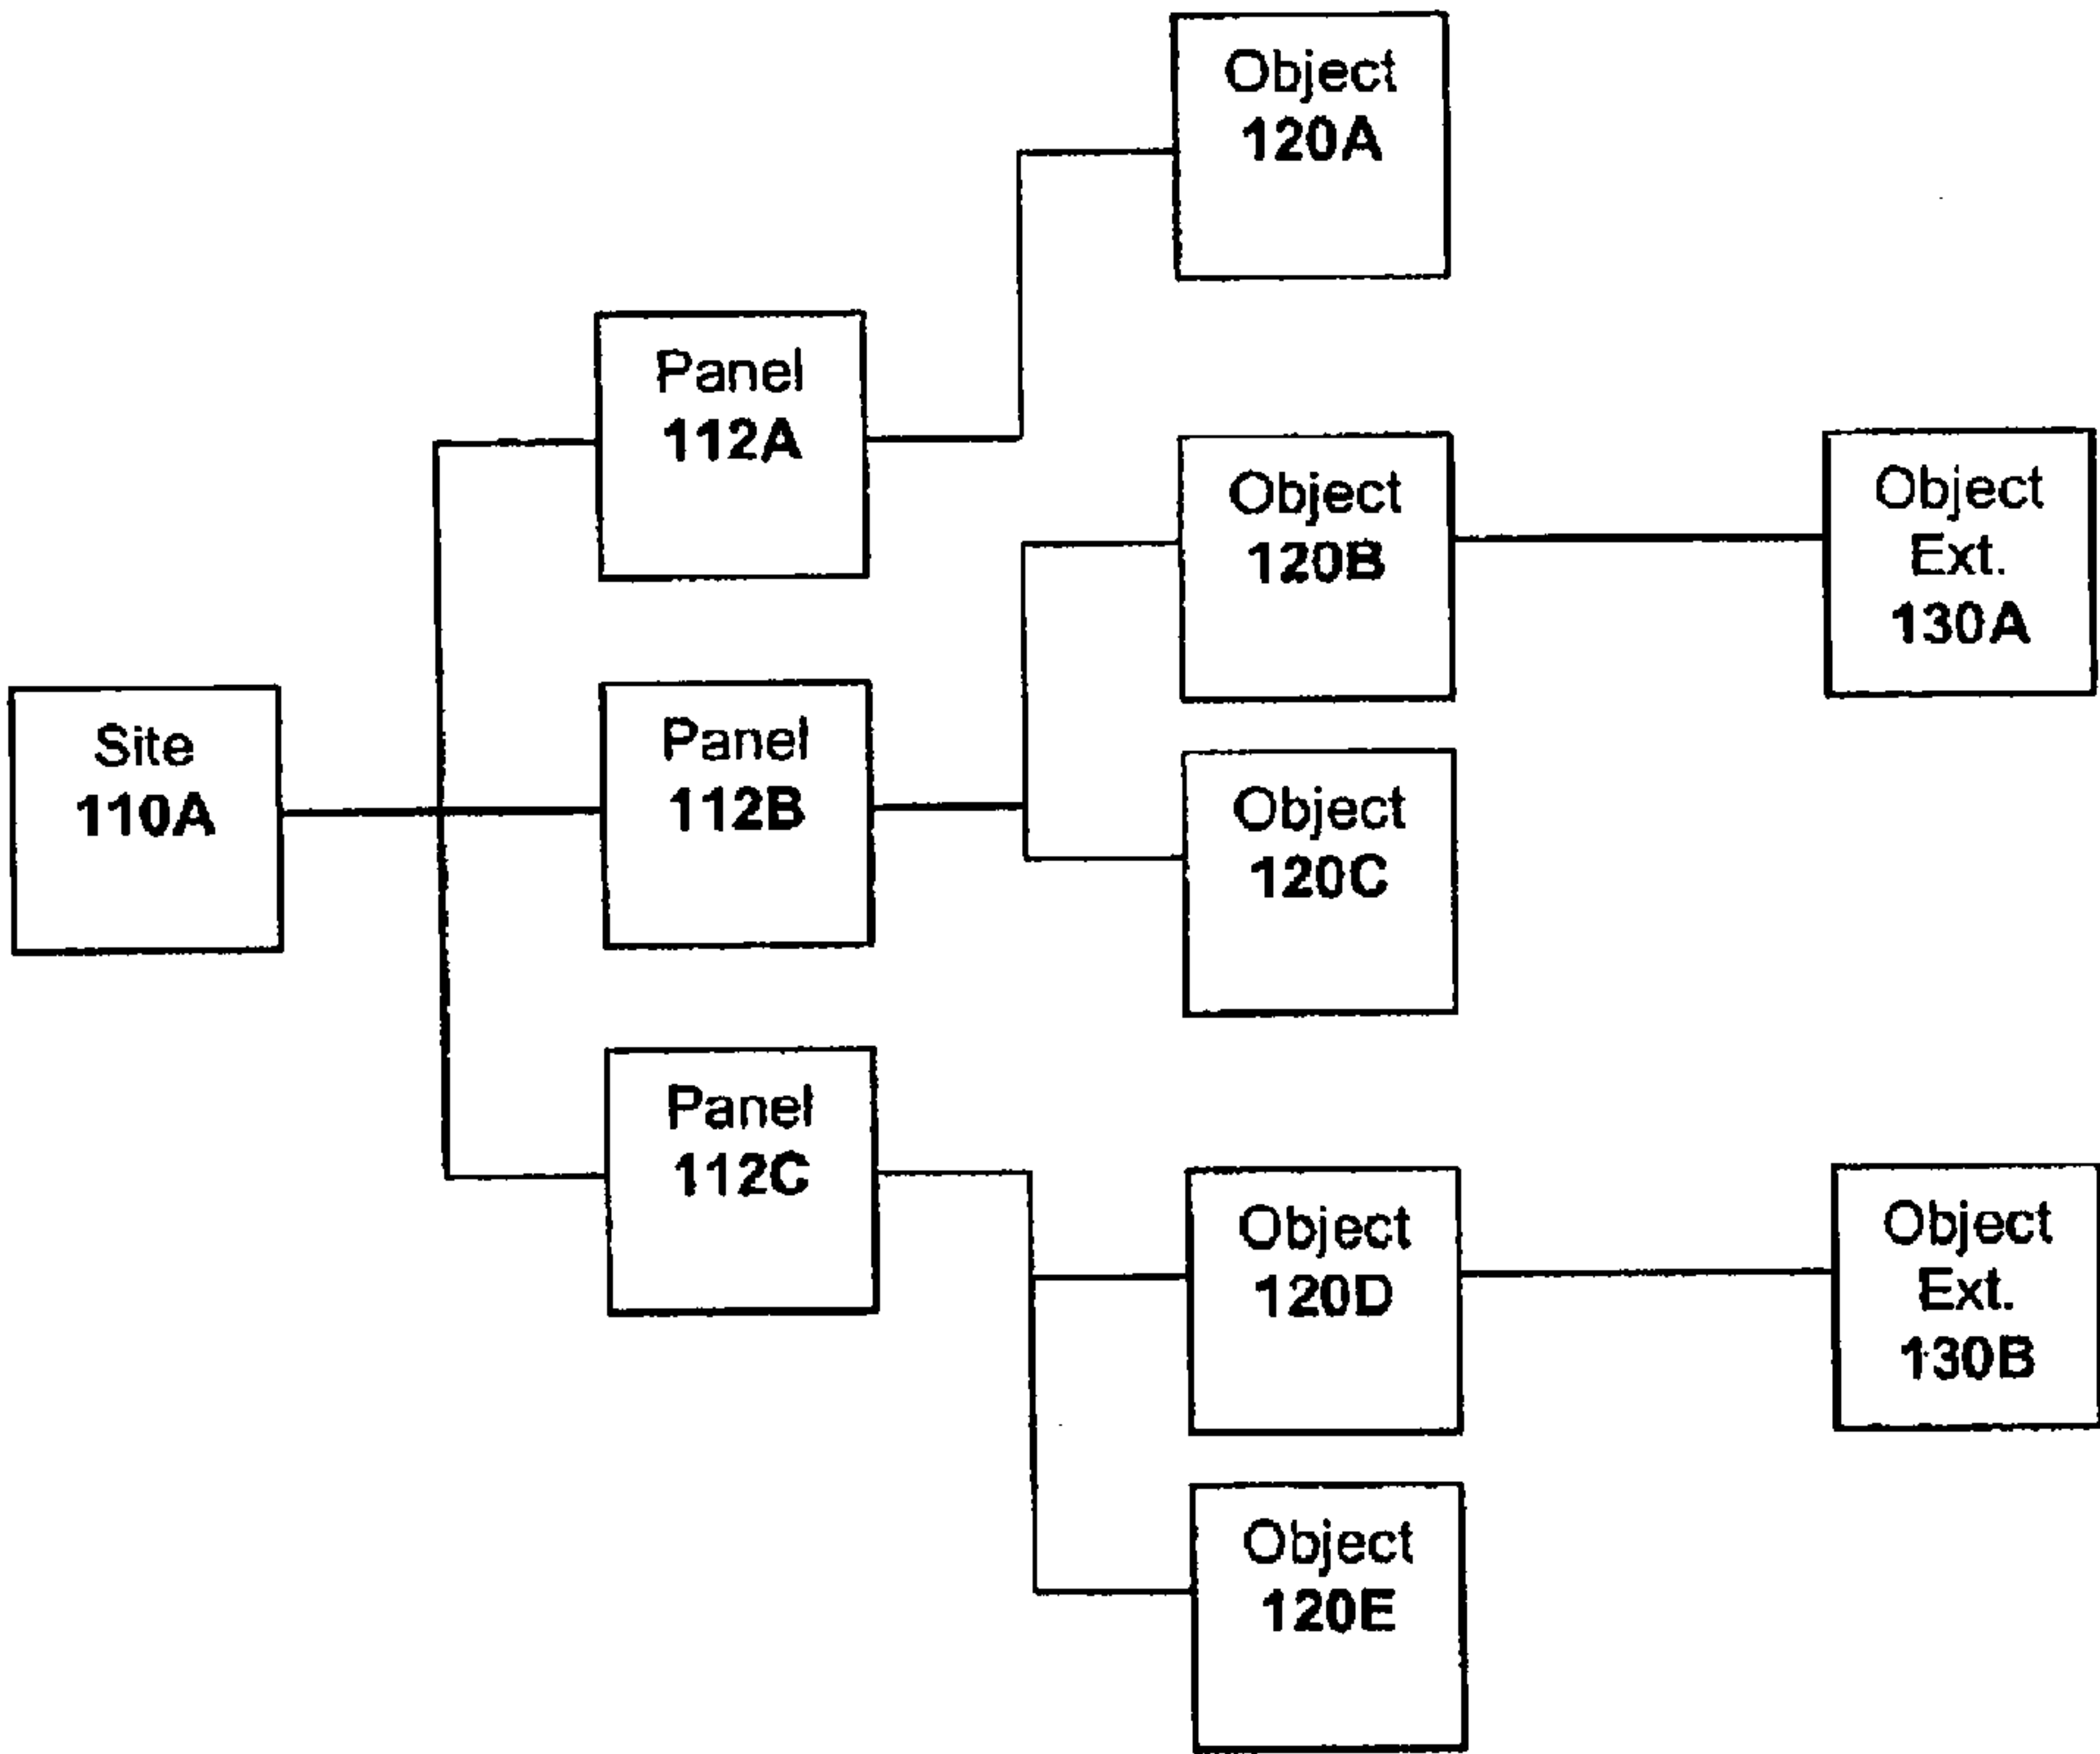 Object
120A
Panel
112A
Object
120B
Object
Ext.
130A
Site
110A
Panel
112B
Object
120C
Panel
112C
Object
120D
Object
Ext.
130B
Object
120E